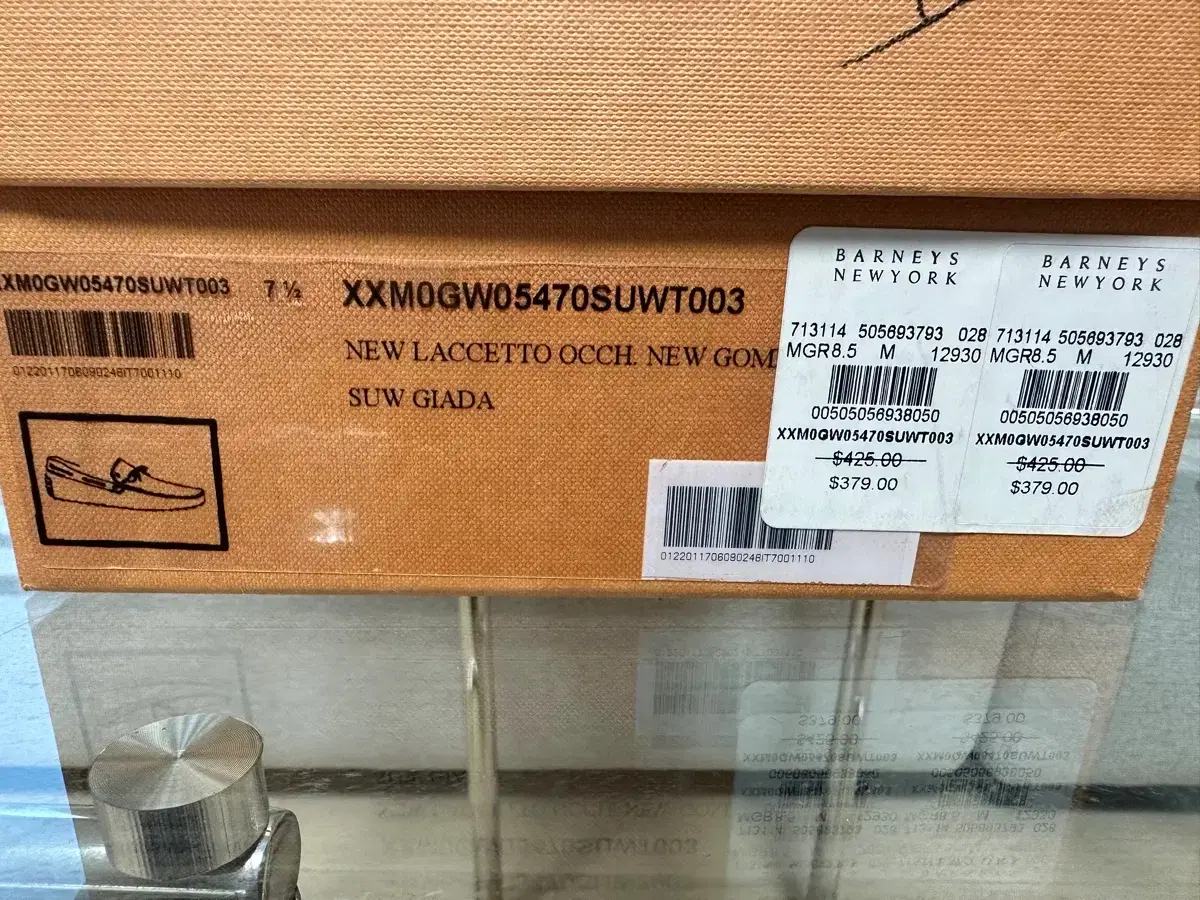 XXM0GW05470SUWT003 7 ½
0122011706090248IT7001110
XXM0GW05470SUWT003
NEW LACCETTO OCCH. NEW GOM
SUW GIADA
0122011706090248IT7001110
BARNEYS
NEWYORK
713114 505693793 028
MGR8.5 M 12930
00505056938050
XXM0GW05470SUWT003
$425.00
$379.00
BARNEYS
NEWYORK
713114 505693793 028
MGR8.5 M 12930
00505056938050
XXM0GW05470SUWT003
$425.00
$379.00